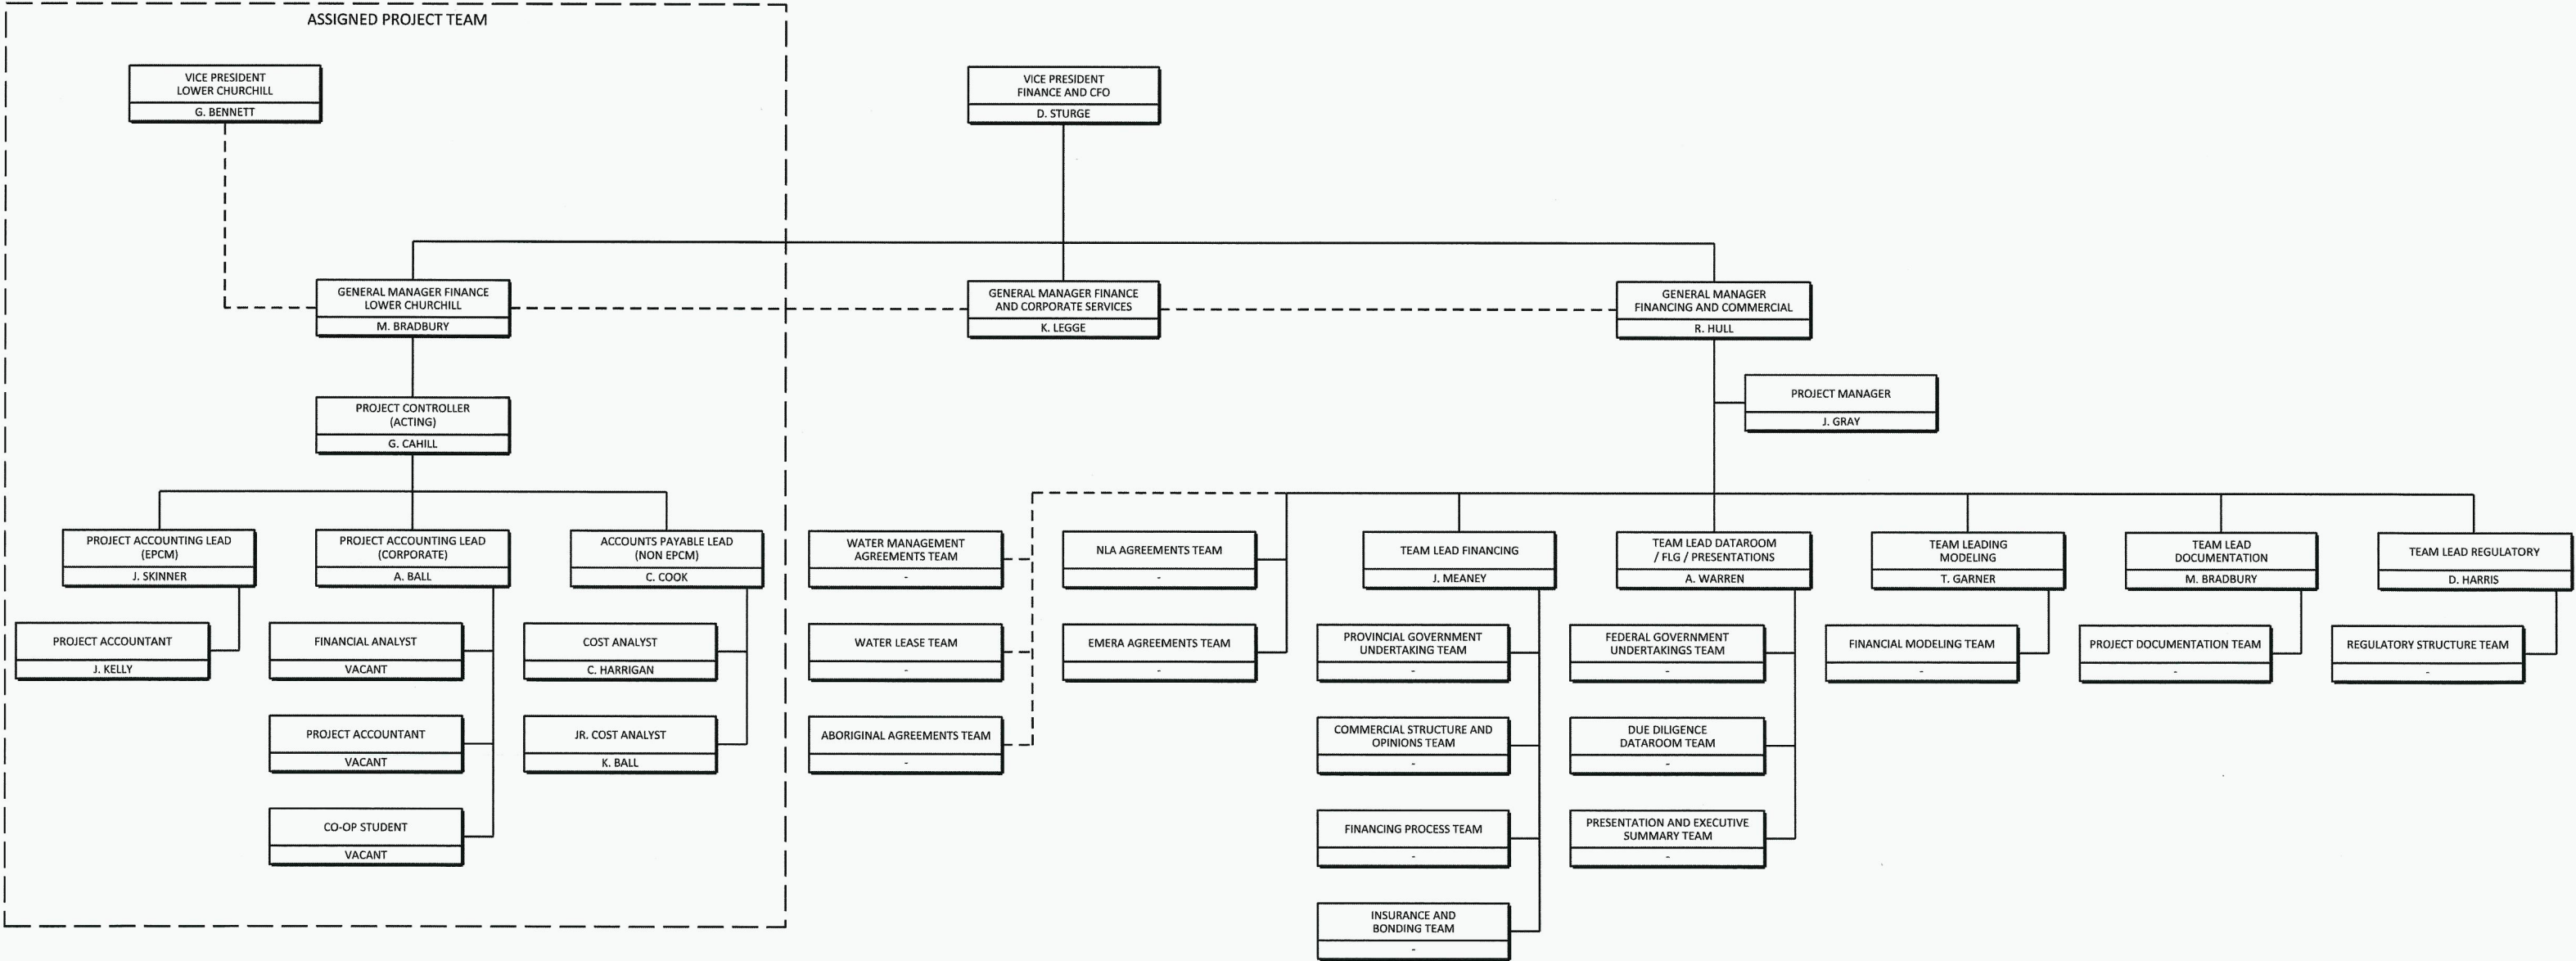 ASSIGNED PROJECT TEAM
VICE PRESIDENT
LOWER CHURCHILL
G. BENNETT
VICE PRESIDENT
FINANCE AND CFO
D. STURGE
GENERAL MANAGER FINANCE
LOWER CHURCHILL
M. BRADBURY
GENERAL MANAGER FINANCE
AND CORPORATE SERVICES
K. LEGGE
GENERAL MANAGER
FINANCING AND COMMERCIAL
R. HULL
PROJECT MANAGER
J. GRAY
PROJECT CONTROLLER
(ACTING)
G. CAHILL
PROJECT ACCOUNTING LEAD
(EPCM)
J. SKINNER
PROJECT ACCOUNTING LEAD
(CORPORATE)
A. BALL
ACCOUNTS PAYABLE LEAD
(NON EPCM)
C. COOK
WATER MANAGEMENT
AGREEMENTS TEAM
-
NLA AGREEMENTS TEAM
-
TEAM LEAD FINANCING
J. MEANEY
TEAM LEAD DATAROOM
/ FLG / PRESENTATIONS
A. WARREN
TEAM LEADING
MODELING
T. GARNER
TEAM LEAD
DOCUMENTATION
M. BRADBURY
TEAM LEAD REGULATORY
D. HARRIS
PROJECT ACCOUNTANT
J. KELLY
FINANCIAL ANALYST
VACANT
COST ANALYST
C. HARRIGAN
WATER LEASE TEAM
-
EMERA AGREEMENTS TEAM
-
PROVINCIAL GOVERNMENT
UNDERTAKING TEAM
-
FEDERAL GOVERNMENT
UNDERTAKINGS TEAM
-
FINANCIAL MODELING TEAM
-
PROJECT DOCUMENTATION TEAM
-
REGULATORY STRUCTURE TEAM
-
PROJECT ACCOUNTANT
VACANT
JR. COST ANALYST
K. BALL
ABORIGINAL AGREEMENTS TEAM
-
COMMERCIAL STRUCTURE AND
OPINIONS TEAM
-
DUE DILIGENCE
DATAROOM TEAM
-
CO-OP STUDENT
VACANT
FINANCING PROCESS TEAM
-
PRESENTATION AND EXECUTIVE
SUMMARY TEAM
-
INSURANCE AND
BONDING TEAM
-